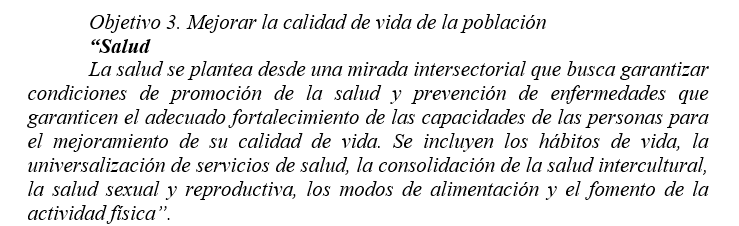 Objetivo 3. Mejorar la calidad de vida de la población
“Salud
La salud se plantea desde una mirada intersectorial que busca garantizar
condiciones de promoción de la salud y prevención de enfermedades que
garanticen el adecuado fortalecimiento de las capacidades de las personas para
el mejoramiento de su calidad de vida. Se incluyen los hábitos de vida, la
universalización de servicios de salud, la consolidación de la salud intercultural,
la salud sexual y reproductiva, los modos de alimentación y el fomento de la
actividad física”.